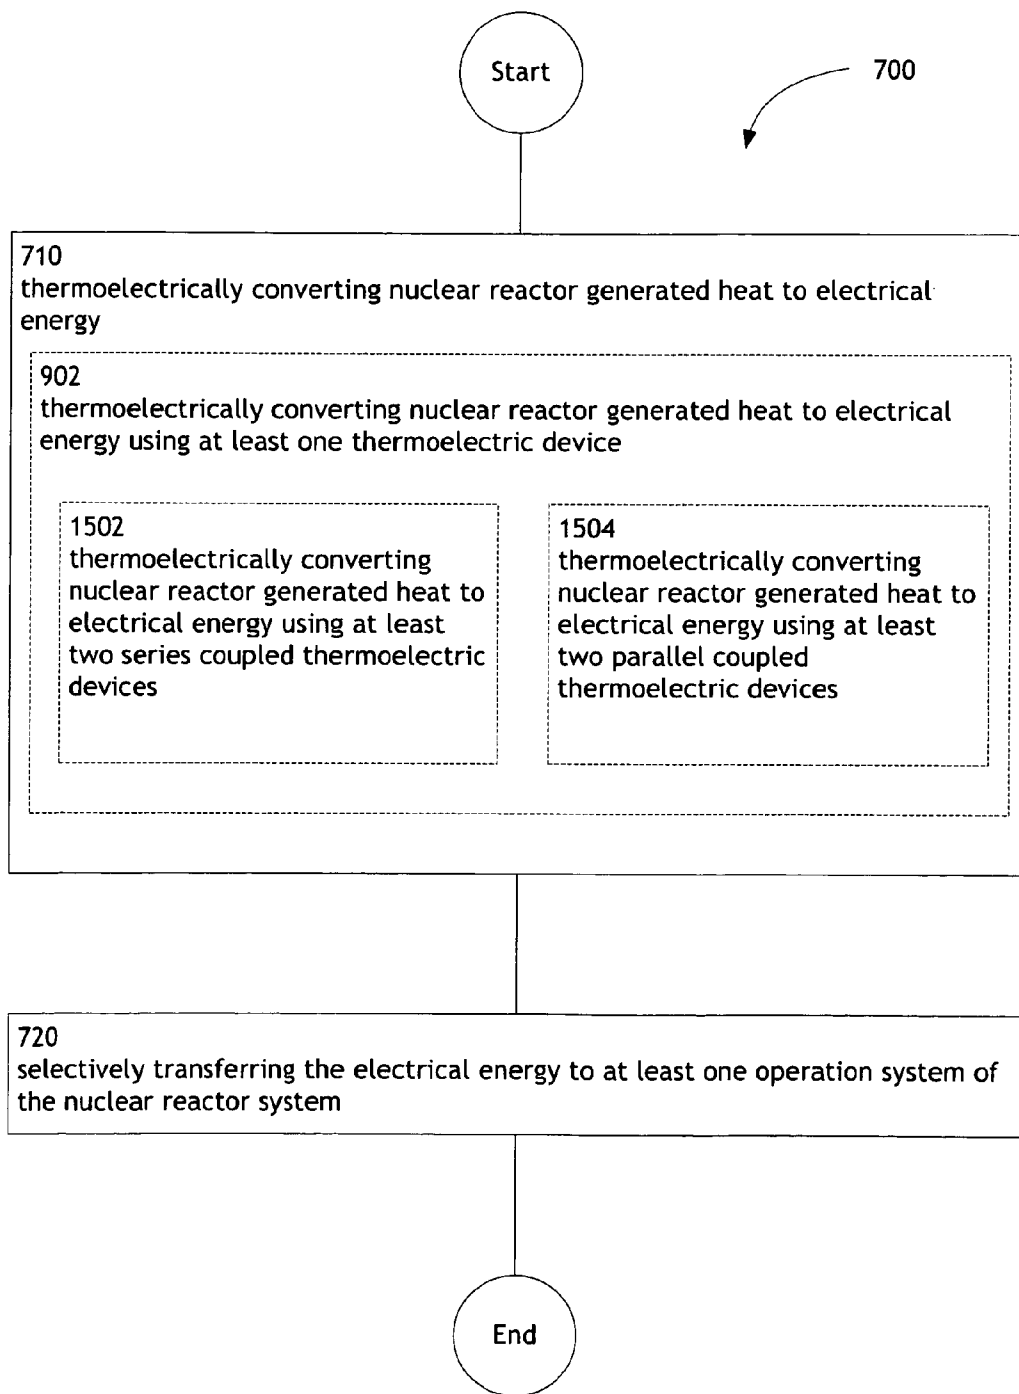 Start
700
710
thermoelectrically converting nuclear reactor generated heat to electrical
energy
902
thermoelectrically converting nuclear reactor generated heat to electrical
energy using at least one thermoelectric device
1502
thermoelectrically converting
nuclear reactor generated heat to
electrical energy using at least
two series coupled thermoelectric
devices
1504
thermoelectrically converting
nuclear reactor generated heat to
electrical energy using at least
two parallel coupled
thermoelectric devices
720
selectively transferring the electrical energy to at least one operation system of
the nuclear reactor system
End